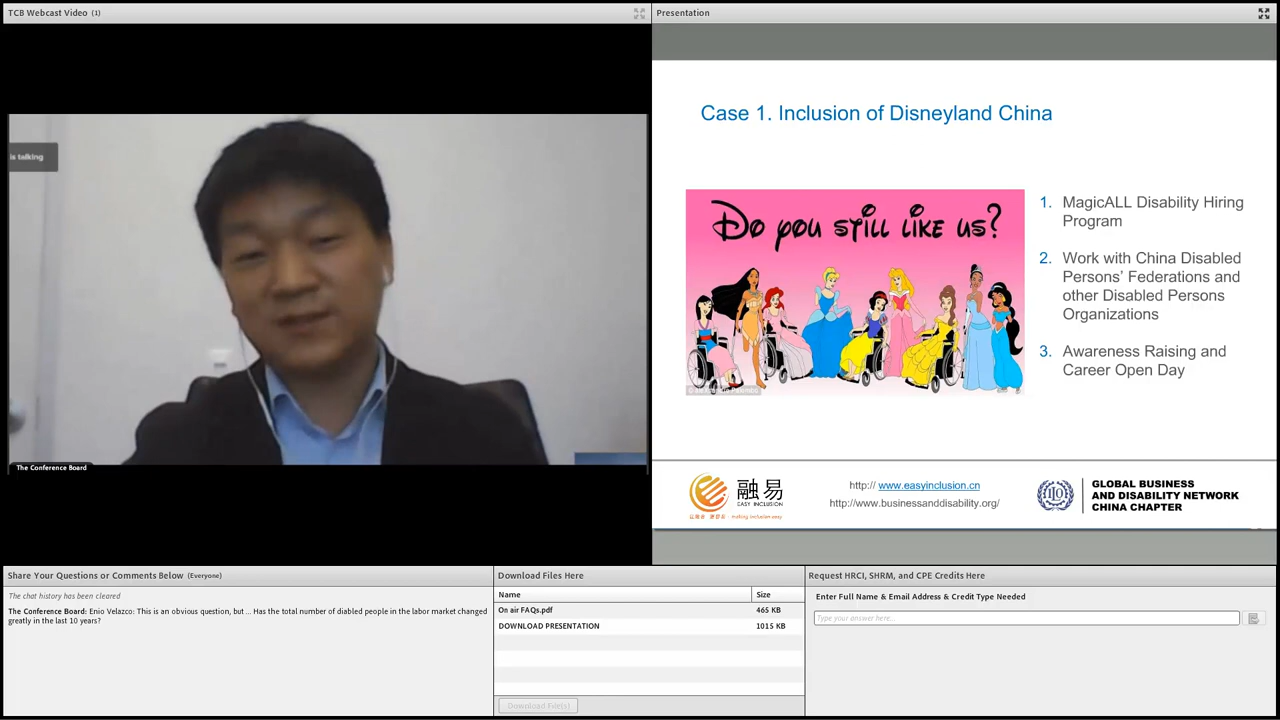 TCB Webcast Video (1)
is talking
The Conference Board
Presentation
Case 1. Inclusion of Disneyland China
Do you still like us?
1. MagicALL Disability Hiring
Program
2. Work with China Disabled
Persons’ Federations and
other Disabled Persons
Organizations
3. Awareness Raising and
Career Open Day
融易
EASY INCLUSION
making inclusion easy
http:// www.easyinclusion.cn
http://www.businessanddisability.org/
GLOBAL BUSINESS
AND DISABILITY NETWORK
CHINA CHAPTER
Share Your Questions or Comments Below (Everyone)
The chat history has been cleared
The Conference Board: Enio Velazco: This is an obvious question, but ... Has the total number of diabled people in the labor market changed
greatly in the last 10 years?
Download Files Here
Name Size
On air FAQs.pdf 465 KB
DOWNLOAD PRESENTATION 1015 KB
Download File(s)
Request HRCI, SHRM, and CPE Credits Here
Enter Full Name & Email Address & Credit Type Needed
Type your answer here...